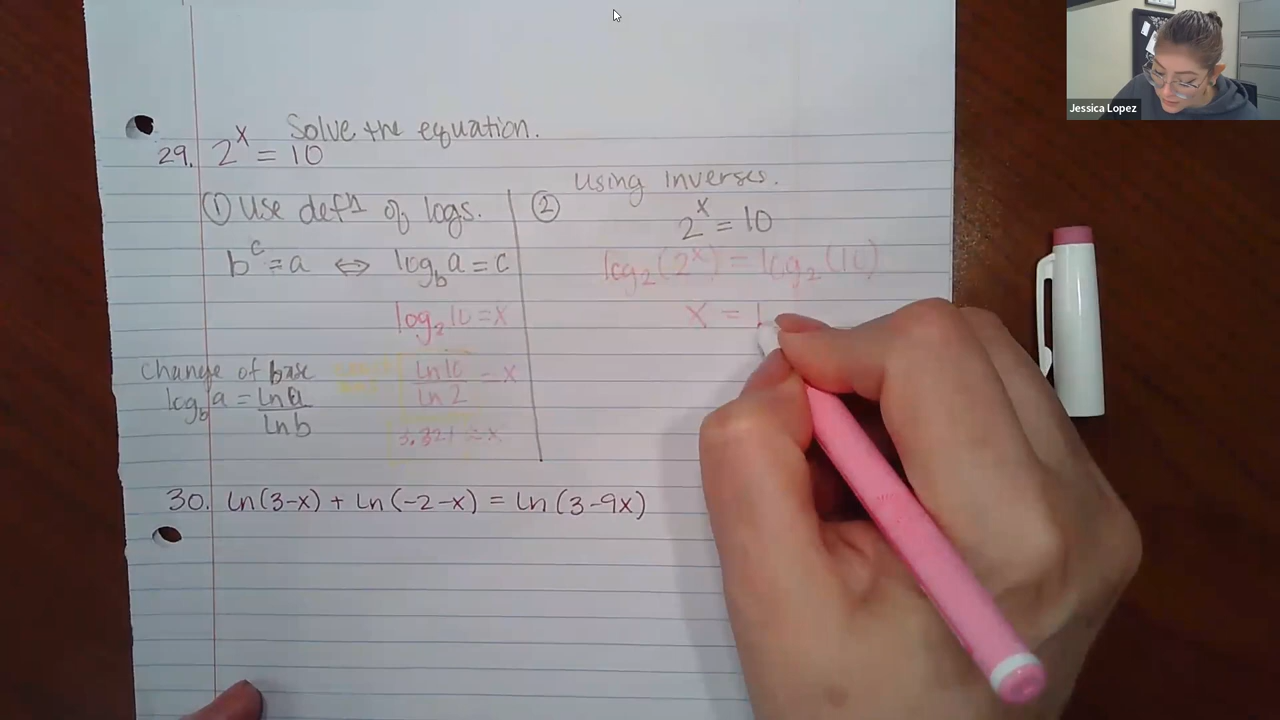 Jessica Lopez
Solve the equation.
29. 2^x = 10
① Use def'n of logs.
b^c = a ⇔ log_b a = c
log_2 10 = x
change of base
log_b a = ln a / ln b
ln 10 / ln 2 = x
3.321 ≈ x
② Using inverses.
2^x = 10
log_2(2^x) = log_2(10)
x = l
30. ln(3-x) + ln(-2-x) = ln(3-9x)